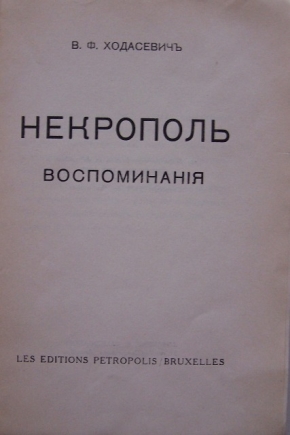 В. Ф. ХОДАСЕВИЧЪ
НЕКРОПОЛЬ
ВОСПОМИНАНІЯ
LES EDITIONS PETROPOLIS BRUXELLES